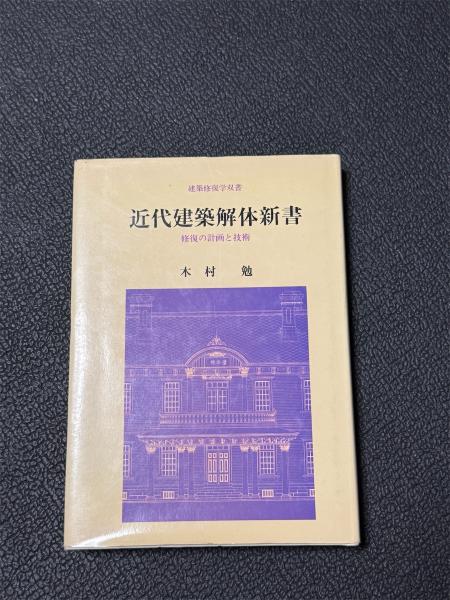 建築修復学双書
近代建築解体新書
修復の計画と技術
木村 勉